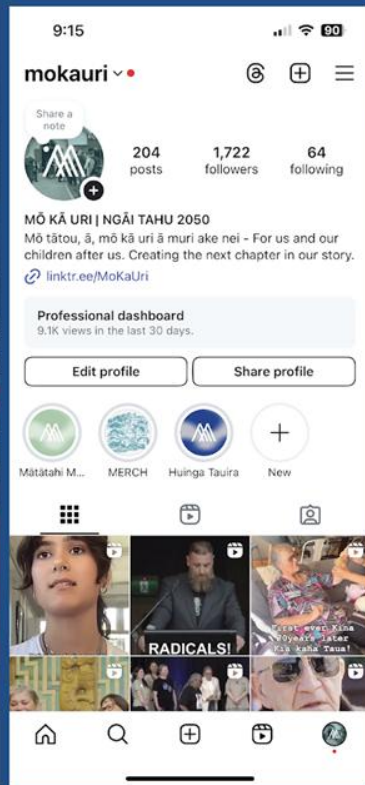 9:15
90
mokauri
Share a
note
204
posts
1,722
followers
64
following
MŌ KĀ URI | NGĀI TAHU 2050
Mō tātou, ā, mō kā uri ā muri ake nei - For us and our
children after us. Creating the next chapter in our story.
linktr.ee/MoKaUri
Professional dashboard
9.1K views in the last 30 days.
Edit profile
Share profile
Mātātahi M...
MERCH
Huinga Tauira
New
RADICALS!
First ever Kina
90years later
Kia kaha Taua!